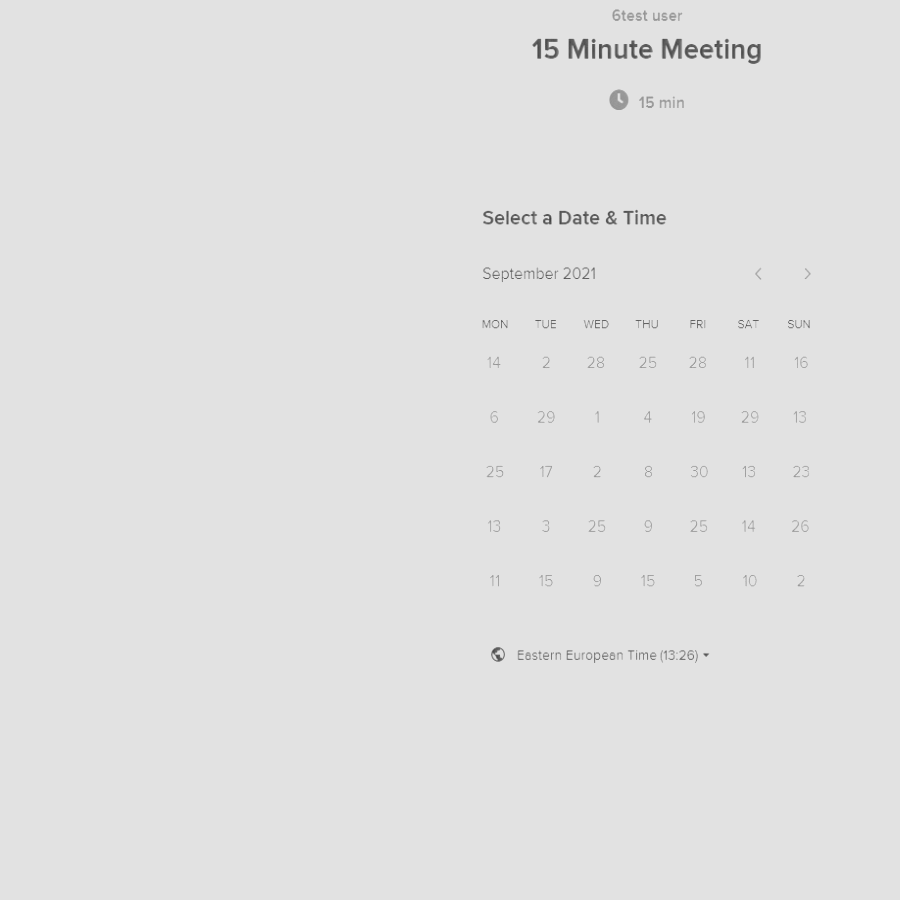 6test user
15 Minute Meeting
15 min
Select a Date & Time
September 2021
MON TUE WED THU FRI SAT SUN
14 2 28 25 28 11 16
6 29 1 4 19 29 13
25 17 2 8 30 13 23
13 3 25 9 25 14 26
11 15 9 15 5 10 2
Eastern European Time (13:26)